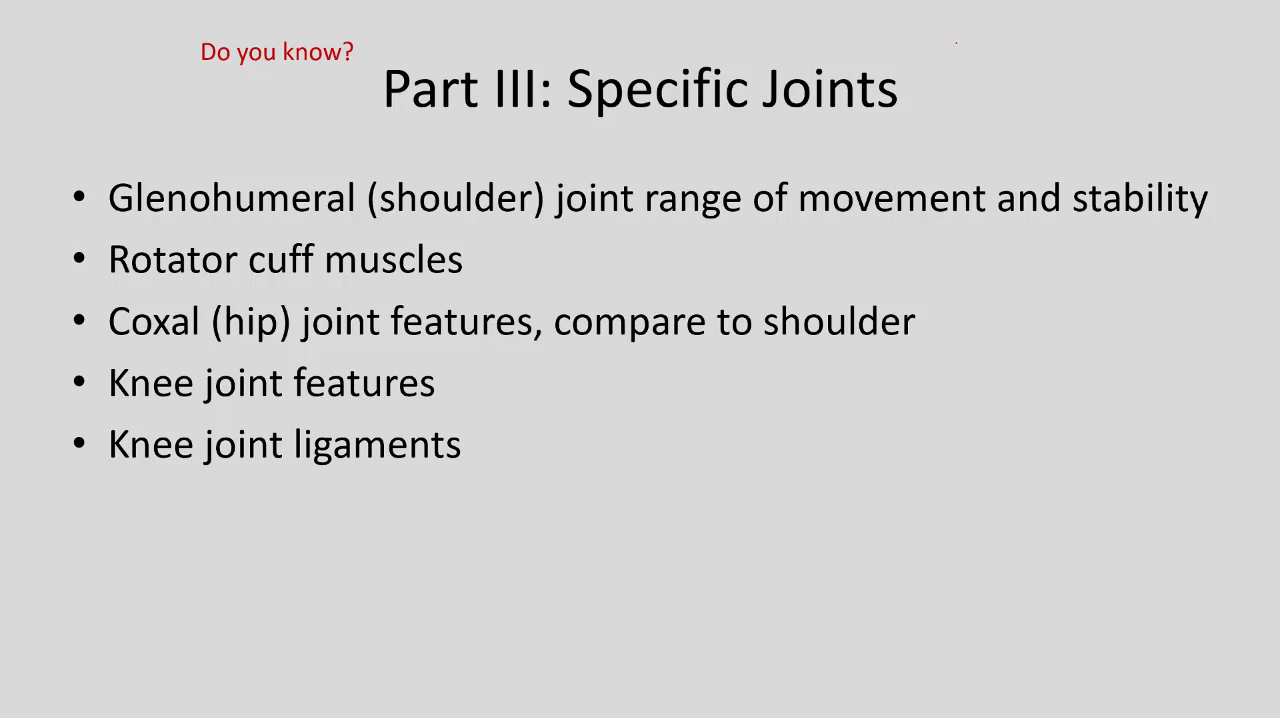 Do you know?
Part III: Specific Joints
• Glenohumeral (shoulder) joint range of movement and stability
• Rotator cuff muscles
• Coxal (hip) joint features, compare to shoulder
• Knee joint features
• Knee joint ligaments